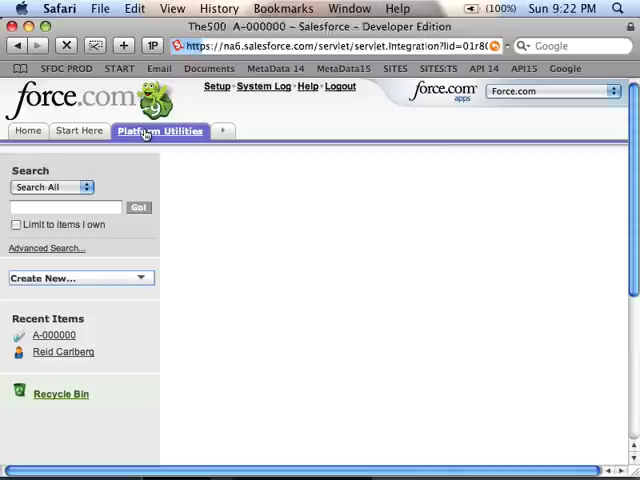 Safari File Edit View History Bookmarks Window Help (100%) Sun 9:22 PM
The500 A-000000 ~ Salesforce - Developer Edition
1P https://na6.salesforce.com/servlet/servlet.Integration?lid=01r80 Google
SFDC PROD START Email Documents MetaData 14 MetaData15 SITES SITES:TS API 14 API15 Google
force.com 9 Setup · System Log · Help · Logout force.com apps Force.com
Home Start Here Platform Utilities
Search
Search All
Go!
Limit to items I own
Advanced Search...
Create New...
Recent Items
A-000000
Reid Carlberg
Recycle Bin